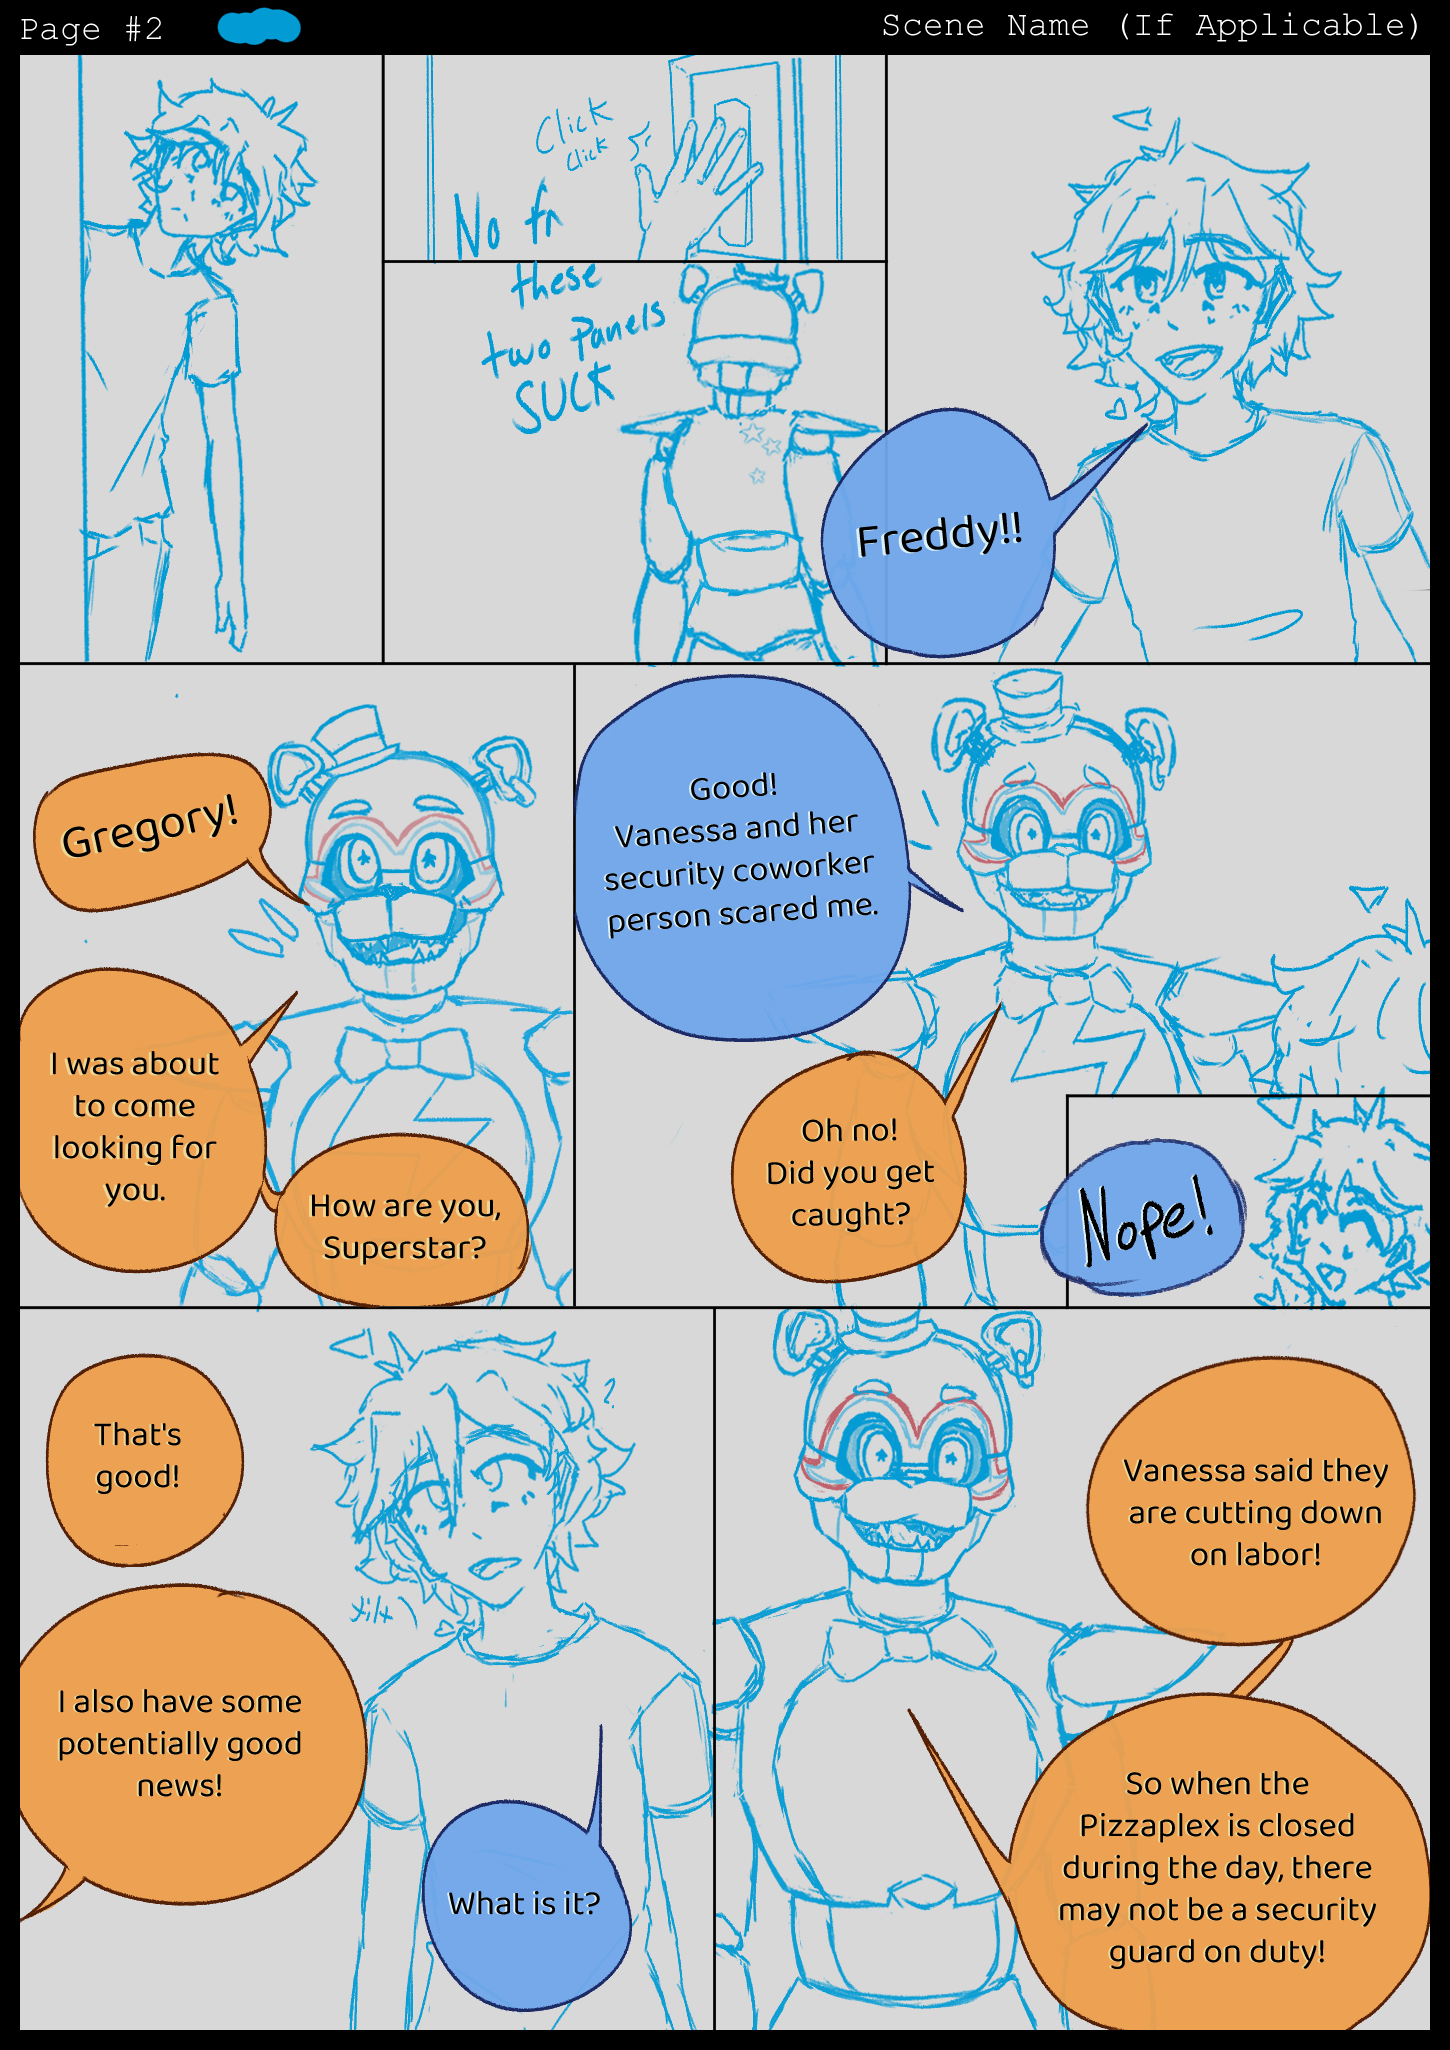 Page #2
Scene Name (If Applicable)
Click
Click
No fr
these
two Panels
SUCK
Freddy!!
Gregory!
I was about
to come
looking for
you.
How are you,
Superstar?
Good!
Vanessa and her
security coworker
person scared me.
Oh no!
Did you get
caught?
Nope!
That's
good!
I also have some
potentially good
news!
?
tilt
What is it?
Vanessa said they
are cutting down
on labor!
So when the
Pizzaplex is closed
during the day, there
may not be a security
guard on duty!